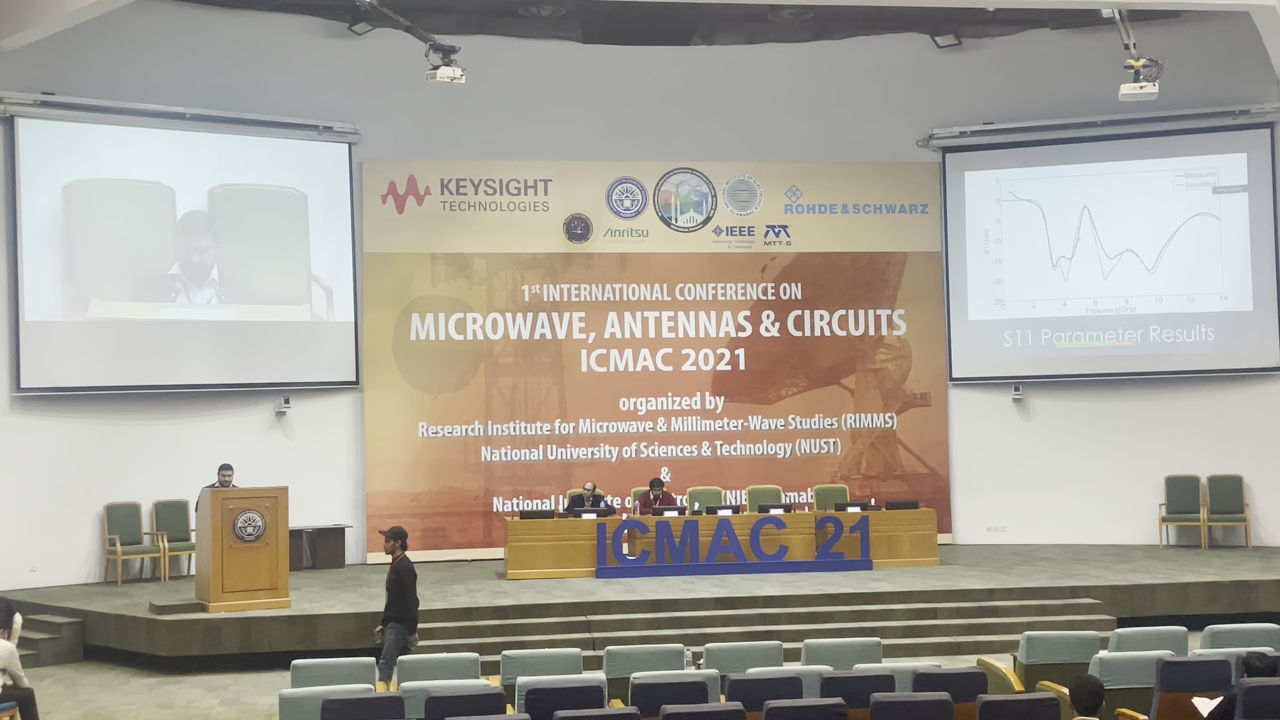 KEYSIGHT
TECHNOLOGIES
Anritsu
IEEE
MTT-S
ROHDE & SCHWARZ
1st INTERNATIONAL CONFERENCE ON
MICROWAVE, ANTENNAS & CIRCUITS
ICMAC 2021
organized by
Research Institute for Microwave & Millimeter-Wave Studies (RIMMS)
National University of Sciences & Technology (NUST)
&
National
ICMAC 21
Measured
Simulated
Frequency(GHz)
S11 Parameter Results